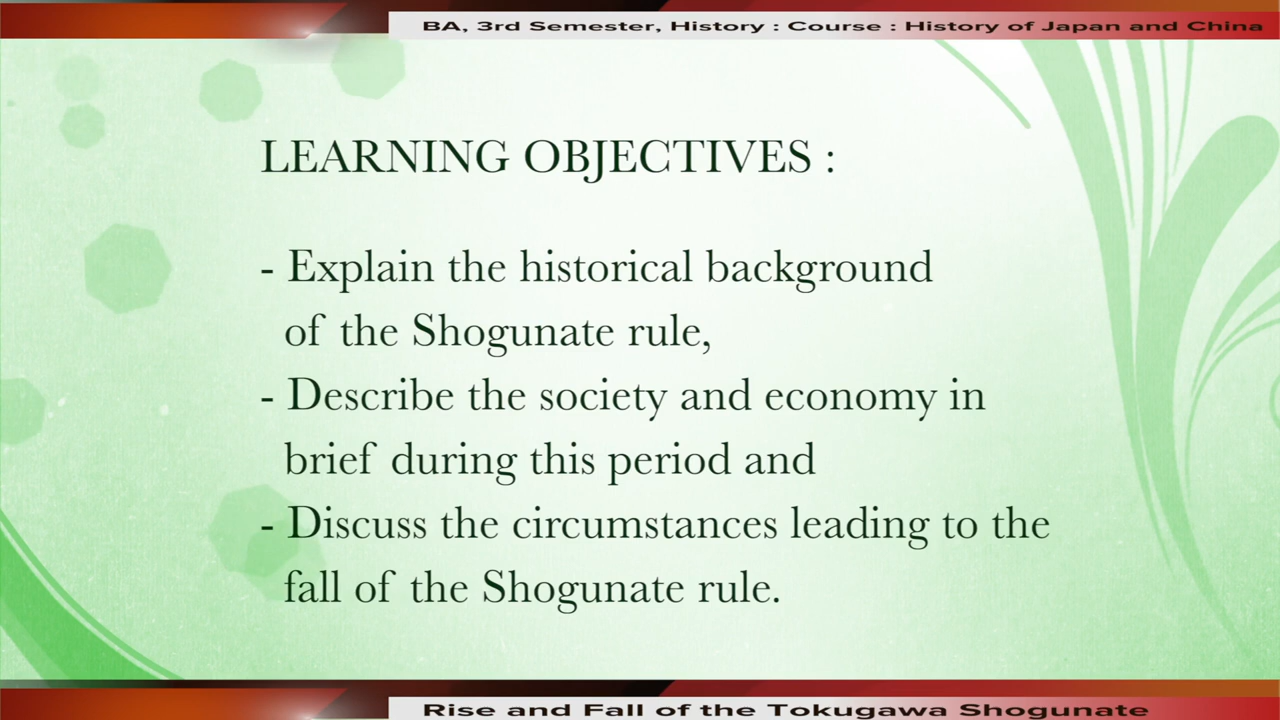 BA, 3rd Semester, History : Course : History of Japan and China
LEARNING OBJECTIVES :
- Explain the historical background
of the Shogunate rule,
- Describe the society and economy in
brief during this period and
- Discuss the circumstances leading to the
fall of the Shogunate rule.
Rise and Fall of the Tokugawa Shogunate